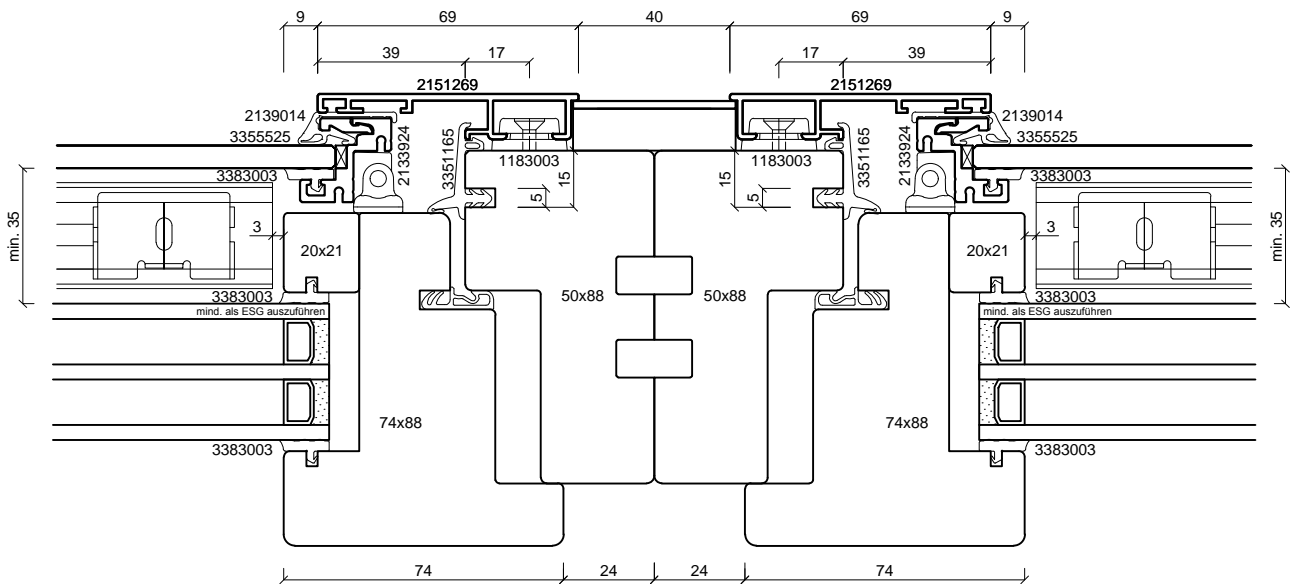 9 69 40 69 9
39 17 17 39
2151269 2151269
2139014 2139014
3355525 3355525
2133924 3351165 3351165 2133924
1183003 1183003
3383003 3383003
15 15
5 5
min. 35 min. 35
3 3
20x21 20x21
3383003 50x88 50x88 3383003
mind. als ESG auszuführen mind. als ESG auszuführen
74x88 74x88
3383003 3383003
74 24 24 74